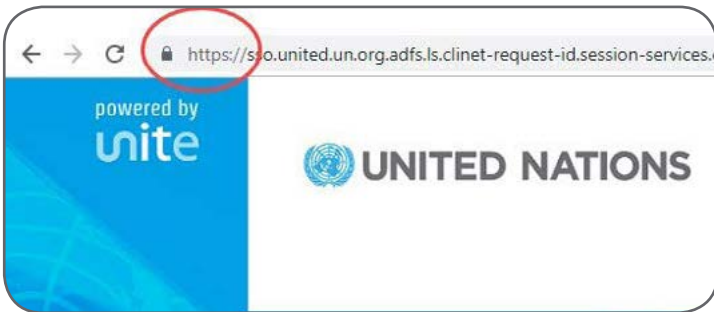 https://sso.united.un.org.adfs.ls.clinet-request-id.session-services.
powered by
unite
UNITED NATIONS